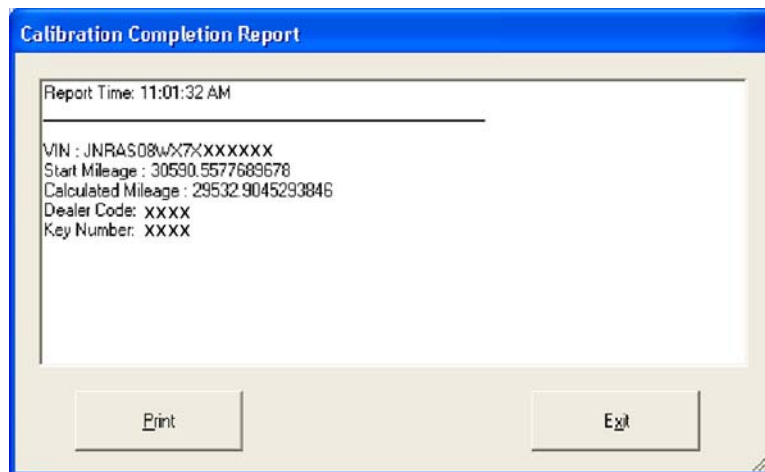 Calibration Completion Report
Report Time: 11:01:32 AM
VIN : JNRAS08WX7XXXXXXX
Start Mileage : 30590.5577689678
Calculated Mileage : 29532.9045293846
Dealer Code: XXXX
Key Number: XXXX
Print
Exit